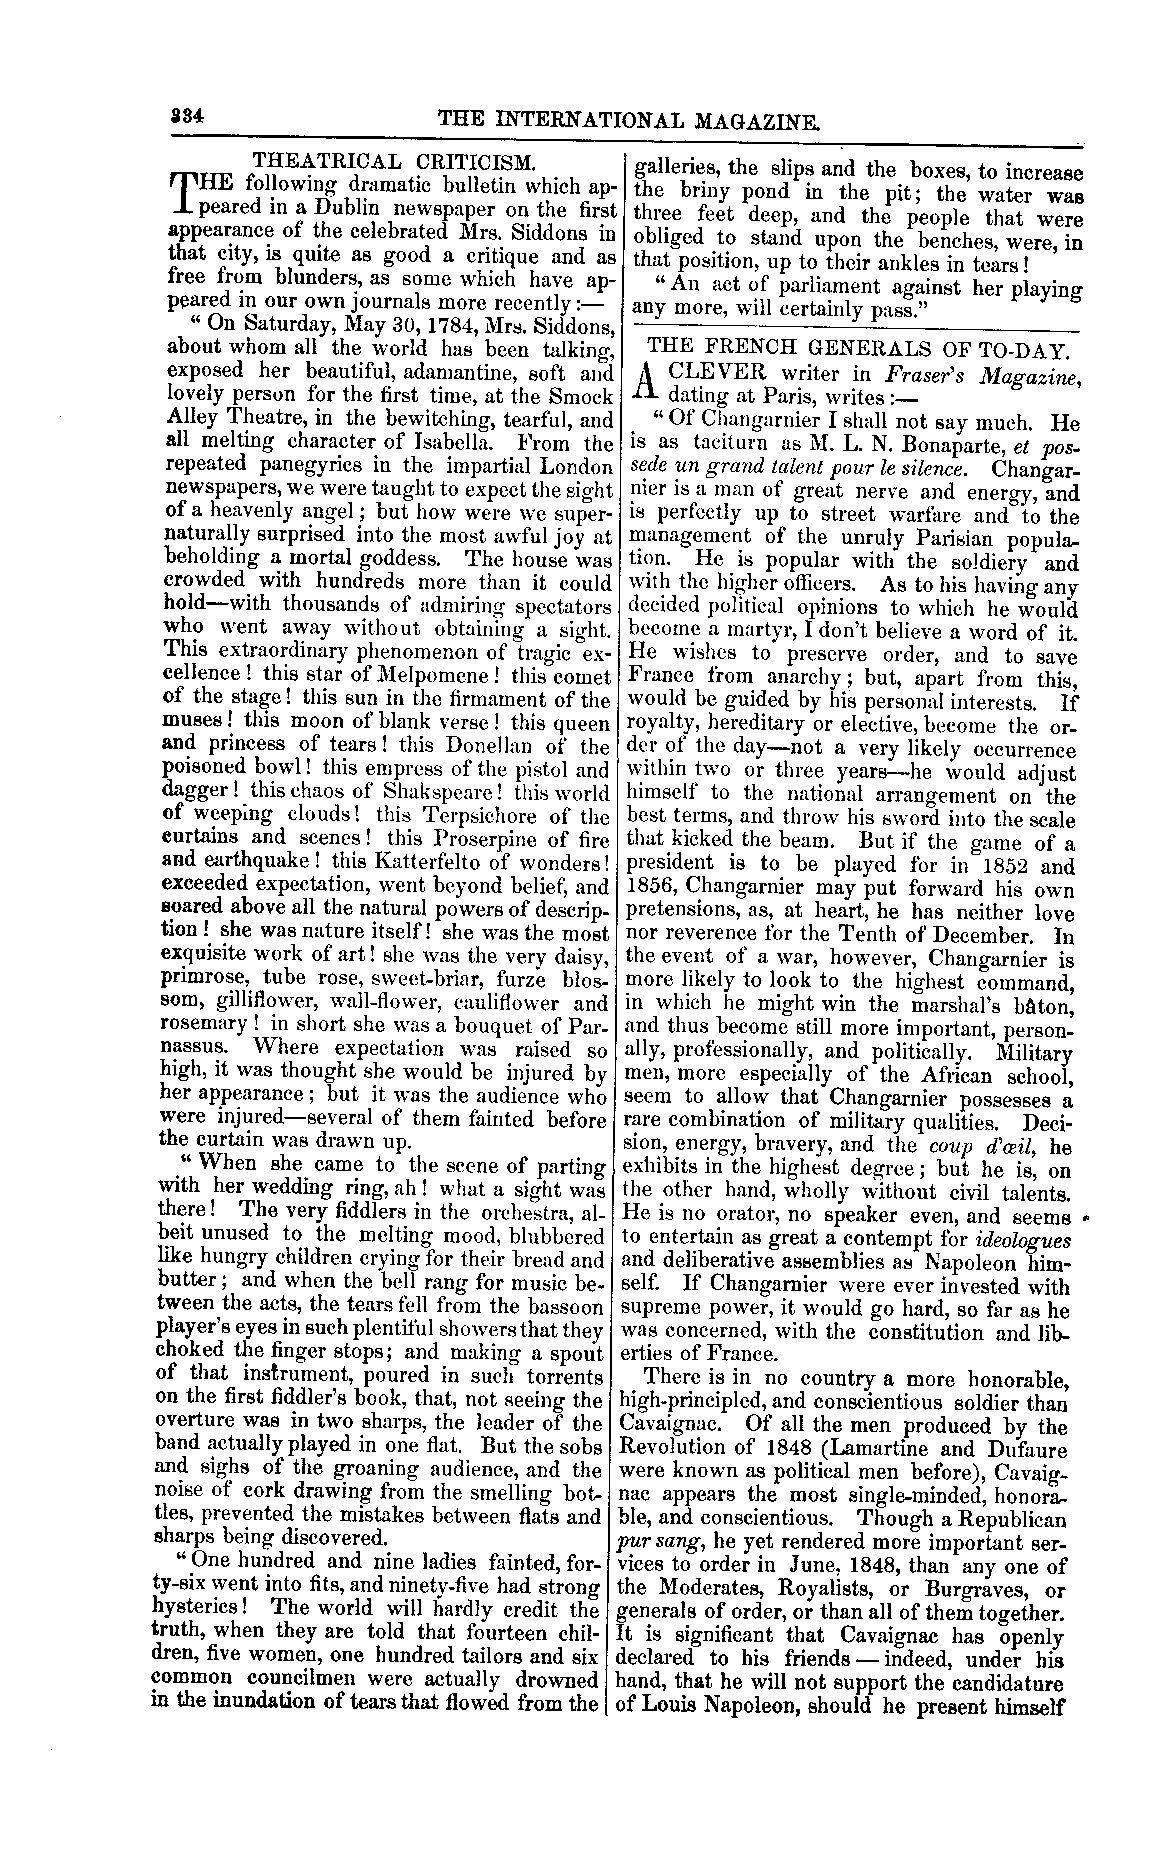 334
THE INTERNATIONAL MAGAZINE.
THEATRICAL CRITICISM.
THE following dramatic bulletin which ap-
peared in a Dublin newspaper on the first
appearance of the celebrated Mrs. Siddons in
that city, is quite as good a critique and as
free from blunders, as some which have ap-
peared in our own journals more recently:—
“On Saturday, May 30, 1784, Mrs. Siddons,
about whom all the world has been talking,
exposed her beautiful, adamantine, soft and
lovely person for the first time, at the Smock
Alley Theatre, in the bewitching, tearful, and
all melting character of Isabella. From the
repeated panegyrics in the impartial London
newspapers, we were taught to expect the sight
of a heavenly angel; but how were we super-
naturally surprised into the most awful joy at
beholding a mortal goddess. The house was
crowded with hundreds more than it could
hold—with thousands of admiring spectators
who went away without obtaining a sight.
This extraordinary phenomenon of tragic ex-
cellence! this star of Melpomene! this comet
of the stage! this sun in the firmament of the
muses! this moon of blank verse! this queen
and princess of tears! this Donellan of the
poisoned bowl! this empress of the pistol and
dagger! this chaos of Shakspeare! this world
of weeping clouds! this Terpsichore of the
curtains and scenes! this Proserpine of fire
and earthquake! this Katterfelto of wonders!
exceeded expectation, went beyond belief, and
soared above all the natural powers of descrip-
tion! she was nature itself! she was the most
exquisite work of art! she was the very daisy,
primrose, tube rose, sweet-briar, furze blos-
som, gilliflower, wall-flower, cauliflower and
rosemary! in short she was a bouquet of Par-
nassus. Where expectation was raised so
high, it was thought she would be injured by
her appearance; but it was the audience who
were injured—several of them fainted before
the curtain was drawn up.
“When she came to the scene of parting
with her wedding ring, ah! what a sight was
there! The very fiddlers in the orchestra, al-
beit unused to the melting mood, blubbered
like hungry children crying for their bread and
butter; and when the bell rang for music be-
tween the acts, the tears fell from the bassoon
player's eyes in such plentiful showers that they
choked the finger stops; and making a spout
of that instrument, poured in such torrents
on the first fiddler's book, that, not seeing the
overture was in two sharps, the leader of the
band actually played in one flat. But the sobs
and sighs of the groaning audience, and the
noise of cork drawing from the smelling bot-
tles, prevented the mistakes between flats and
sharps being discovered.
“One hundred and nine ladies fainted, for-
ty-six went into fits, and ninety-five had strong
hysterics! The world will hardly credit the
truth, when they are told that fourteen chil-
dren, five women, one hundred tailors and six
common councilmen were actually drowned
in the inundation of tears that flowed from the
galleries, the slips and the boxes, to increase
the briny pond in the pit; the water was
three feet deep, and the people that were
obliged to stand upon the benches, were, in
that position, up to their ankles in tears!
“An act of parliament against her playing
any more, will certainly pass.”
THE FRENCH GENERALS OF TO-DAY.
A CLEVER writer in Fraser's Magazine,
dating at Paris, writes:—
“Of Changarnier I shall not say much. He
is as taciturn as M. L. N. Bonaparte, et pos-
sede un grand talent pour le silence. Changar-
nier is a man of great nerve and energy, and
is perfectly up to street warfare and to the
management of the unruly Parisian popula-
tion. He is popular with the soldiery and
with the higher officers. As to his having any
decided political opinions to which he would
become a martyr, I don't believe a word of it.
He wishes to preserve order, and to save
France from anarchy; but, apart from this,
would be guided by his personal interests. If
royalty, hereditary or elective, become the or-
der of the day—not a very likely occurrence
within two or three years—he would adjust
himself to the national arrangement on the
best terms, and throw his sword into the scale
that kicked the beam. But if the game of a
president is to be played for in 1852 and
1856, Changarnier may put forward his own
pretensions, as, at heart, he has neither love
nor reverence for the Tenth of December. In
the event of a war, however, Changarnier is
more likely to look to the highest command,
in which he might win the marshal's bâton,
and thus become still more important, person-
ally, professionally, and politically. Military
men, more especially of the African school,
seem to allow that Changarnier possesses a
rare combination of military qualities. Deci-
sion, energy, bravery, and the coup d'œil, he
exhibits in the highest degree; but he is, on
the other hand, wholly without civil talents.
He is no orator, no speaker even, and seems
to entertain as great a contempt for ideologues
and deliberative assemblies as Napoleon him-
self. If Changarnier were ever invested with
supreme power, it would go hard, so far as he
was concerned, with the constitution and lib-
erties of France.
There is in no country a more honorable,
high-principled, and conscientious soldier than
Cavaignac. Of all the men produced by the
Revolution of 1848 (Lamartine and Dufaure
were known as political men before), Cavaig-
nac appears the most single-minded, honora-
ble, and conscientious. Though a Republican
pur sang, he yet rendered more important ser-
vices to order in June, 1848, than any one of
the Moderates, Royalists, or Burgraves, or
generals of order, or than all of them together.
It is significant that Cavaignac has openly
declared to his friends—indeed, under his
hand, that he will not support the candidature
of Louis Napoleon, should he present himself